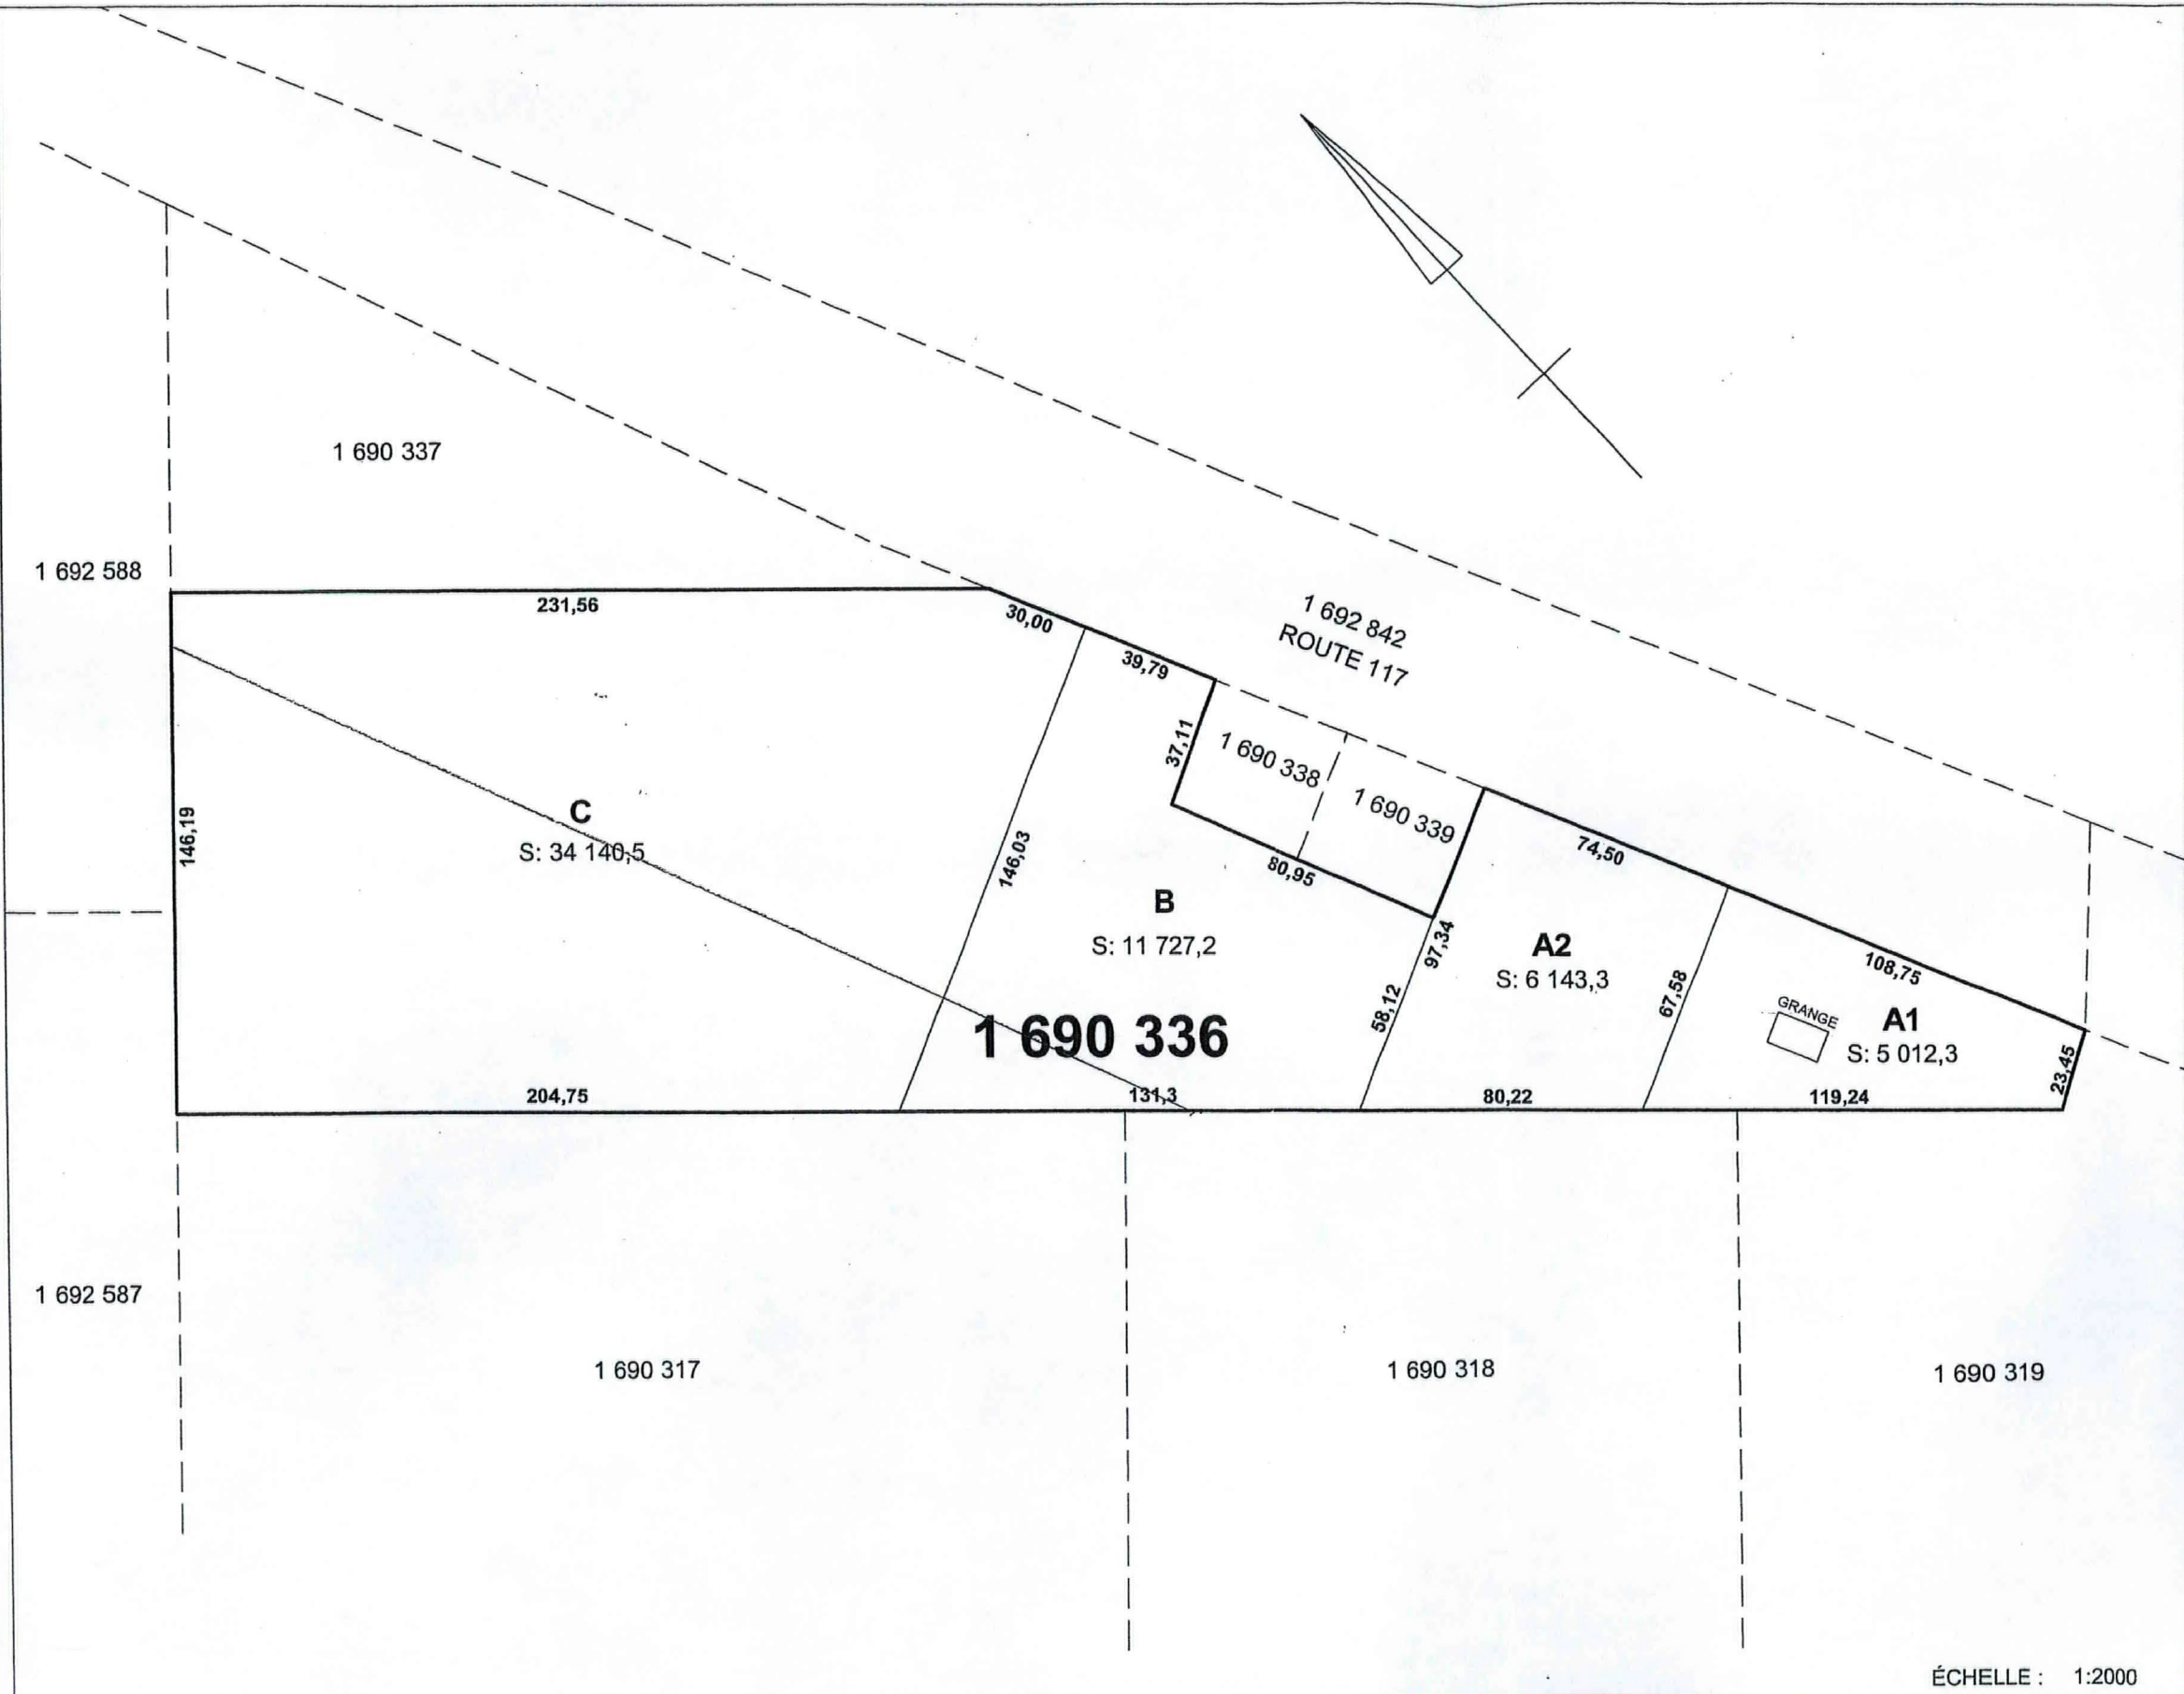 1 690 337
1 692 588
231,56
30,00
1 692 842
ROUTE 117
39,79
37,11
1 690 338
1 690 339
146,19
C
S: 34 140,5
146,03
80,95
74,50
B
S: 11 727,2
97,34
A2
S: 6 143,3
108,75
58,12
67,58
GRANGE
A1
S: 5 012,3
23,45
1 690 336
204,75
131,3
80,22
119,24
1 692 587
1 690 317
1 690 318
1 690 319
ÉCHELLE : 1:2000